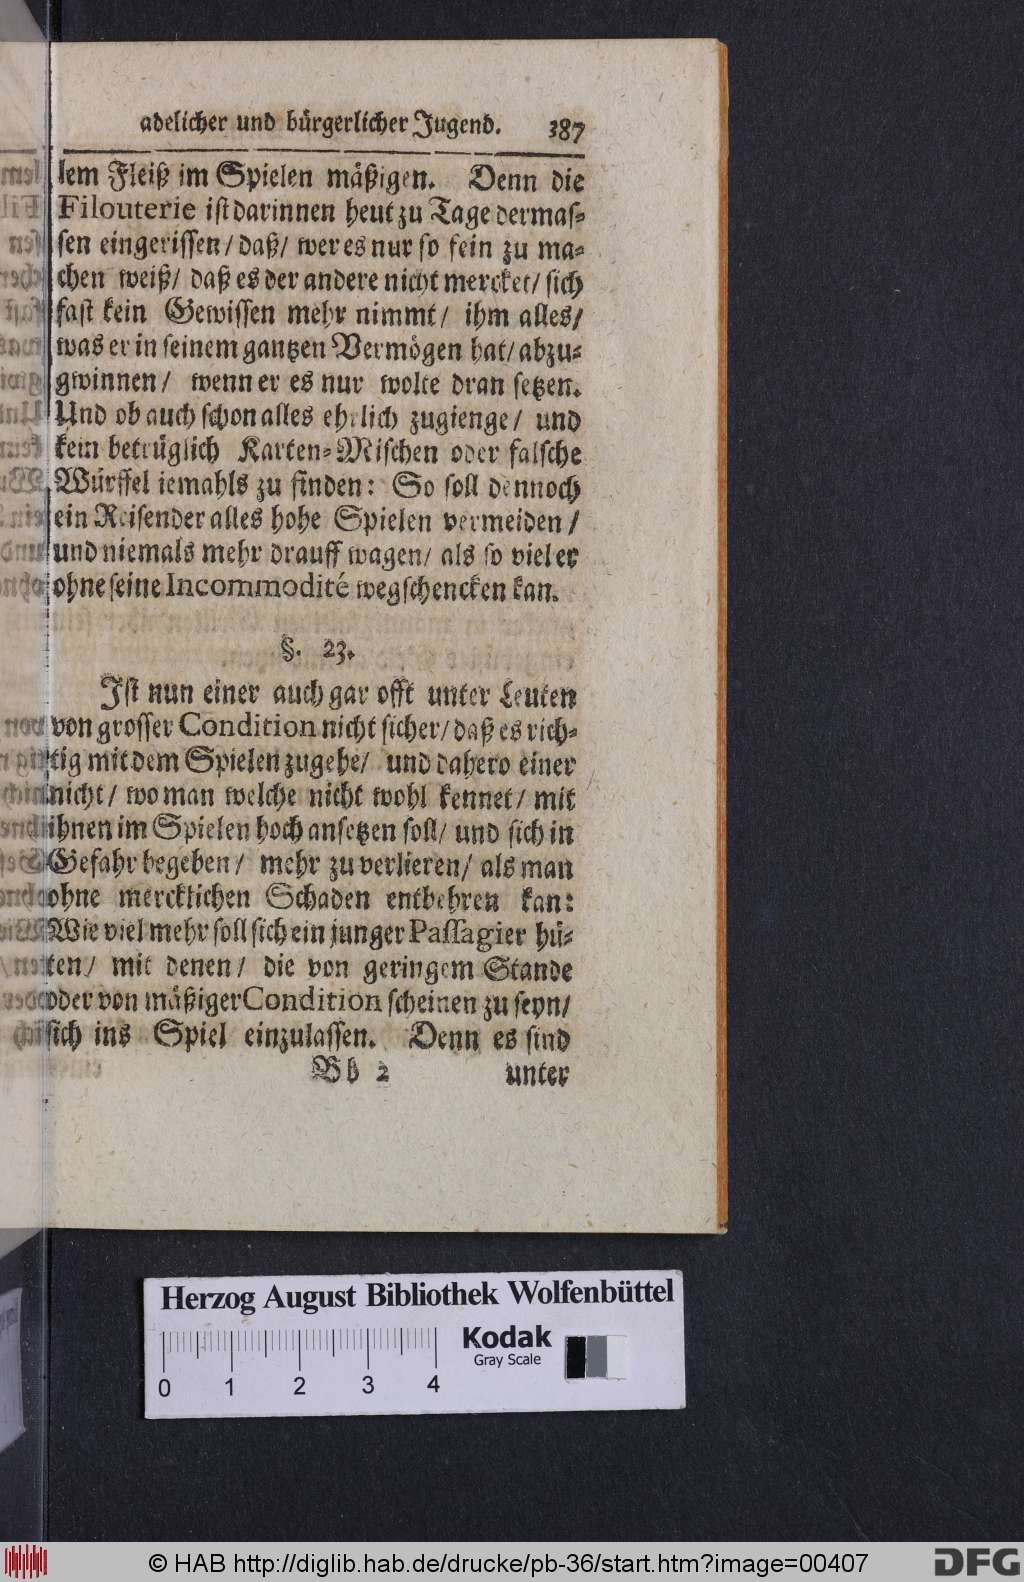 adelicher und bürgerlicher Jugend. 387
lem Fleiß im Spielen mäßigen. Denn die
Filouterie ist darinnen heut zu Tage dermas-
sen eingerissen/ daß/ wer es nur so fein zu ma-
chen weiß/ daß es der andere nicht mercket/ sich
fast kein Gewissen mehr nimmt/ ihm alles/
was er in seinem gantzen Vermögen hat/ abzu-
gwinnen/ wenn er es nur wolte dran setzen.
Und ob auch schon alles ehrlich zugienge/ und
kein betrüglich Karten-Mischen oder falsche
Würffel iemahls zu finden: So soll dennoch
ein Reisender alles hohe Spielen vermeiden/
und niemals mehr drauff wagen/ als so viel er
ohne seine Incommodité wegschencken kan.
§. 23.
Ist nun einer auch gar offt unter Leuten
von grosser Condition nicht sicher/ daß es rich-
tig mit dem Spielen zugehe/ und dahero einer
nicht/ wo man welche nicht wohl kennet/ mit
ihnen im Spielen hoch ansetzen soll/ und sich in
Gefahr begeben/ mehr zu verlieren/ als man
ohne mercklichen Schaden entbehren kan:
Wie viel mehr soll sich ein junger Passagier hü-
ten/ mit denen/ die von geringem Stande
oder von mäßiger Condition scheinen zu seyn/
sich ins Spiel einzulassen. Denn es sind
Bb 2 unter
Herzog August Bibliothek Wolfenbüttel
Kodak
Gray Scale
0 1 2 3 4
© HAB http://diglib.hab.de/drucke/pb-36/start.htm?image=00407
DFG